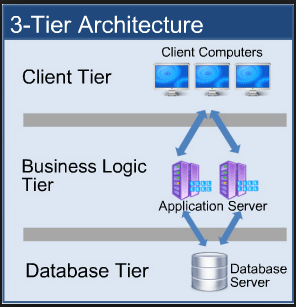 3-Tier Architecture
Client Computers
Client Tier
Business Logic
Tier
Application Server
Database Tier
Database
Server